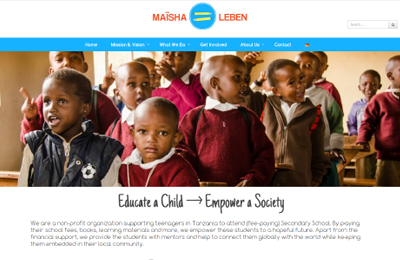 MAÏSHA LEBEN
Search...
Home Mission & Vision What We Do Get Involved About Us Contact
Educate a Child → Empower a Society
We are a non-profit organization supporting teenagers in Tanzania to attend (fee-paying) Secondary School. By paying
their school fees, books, learning materials and more, we empower these students to a hopeful future. Apart from the
financial support, we provide the students with mentors and help to connect them globally with the world while keeping
them embedded in their local community.